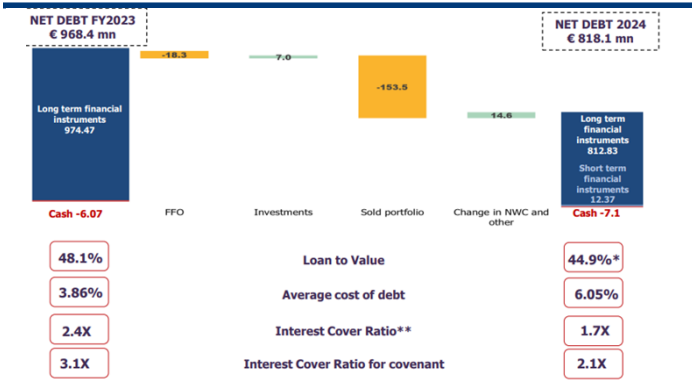 NET DEBT FY2023
€ 968.4 mn
NET DEBT 2024
€ 818.1 mn
-18.3
7.0
-153.5
14.6
Long term financial
instruments
974.47
Long term
financial
instruments
812.83
Short term
financial
instruments
12.37
Cash -6.07
FFO
Investments
Sold portfolio
Change in NWC and
other
Cash -7.1
48.1%
Loan to Value
44.9%*
3.86%
Average cost of debt
6.05%
2.4X
Interest Cover Ratio**
1.7X
3.1X
Interest Cover Ratio for covenant
2.1X